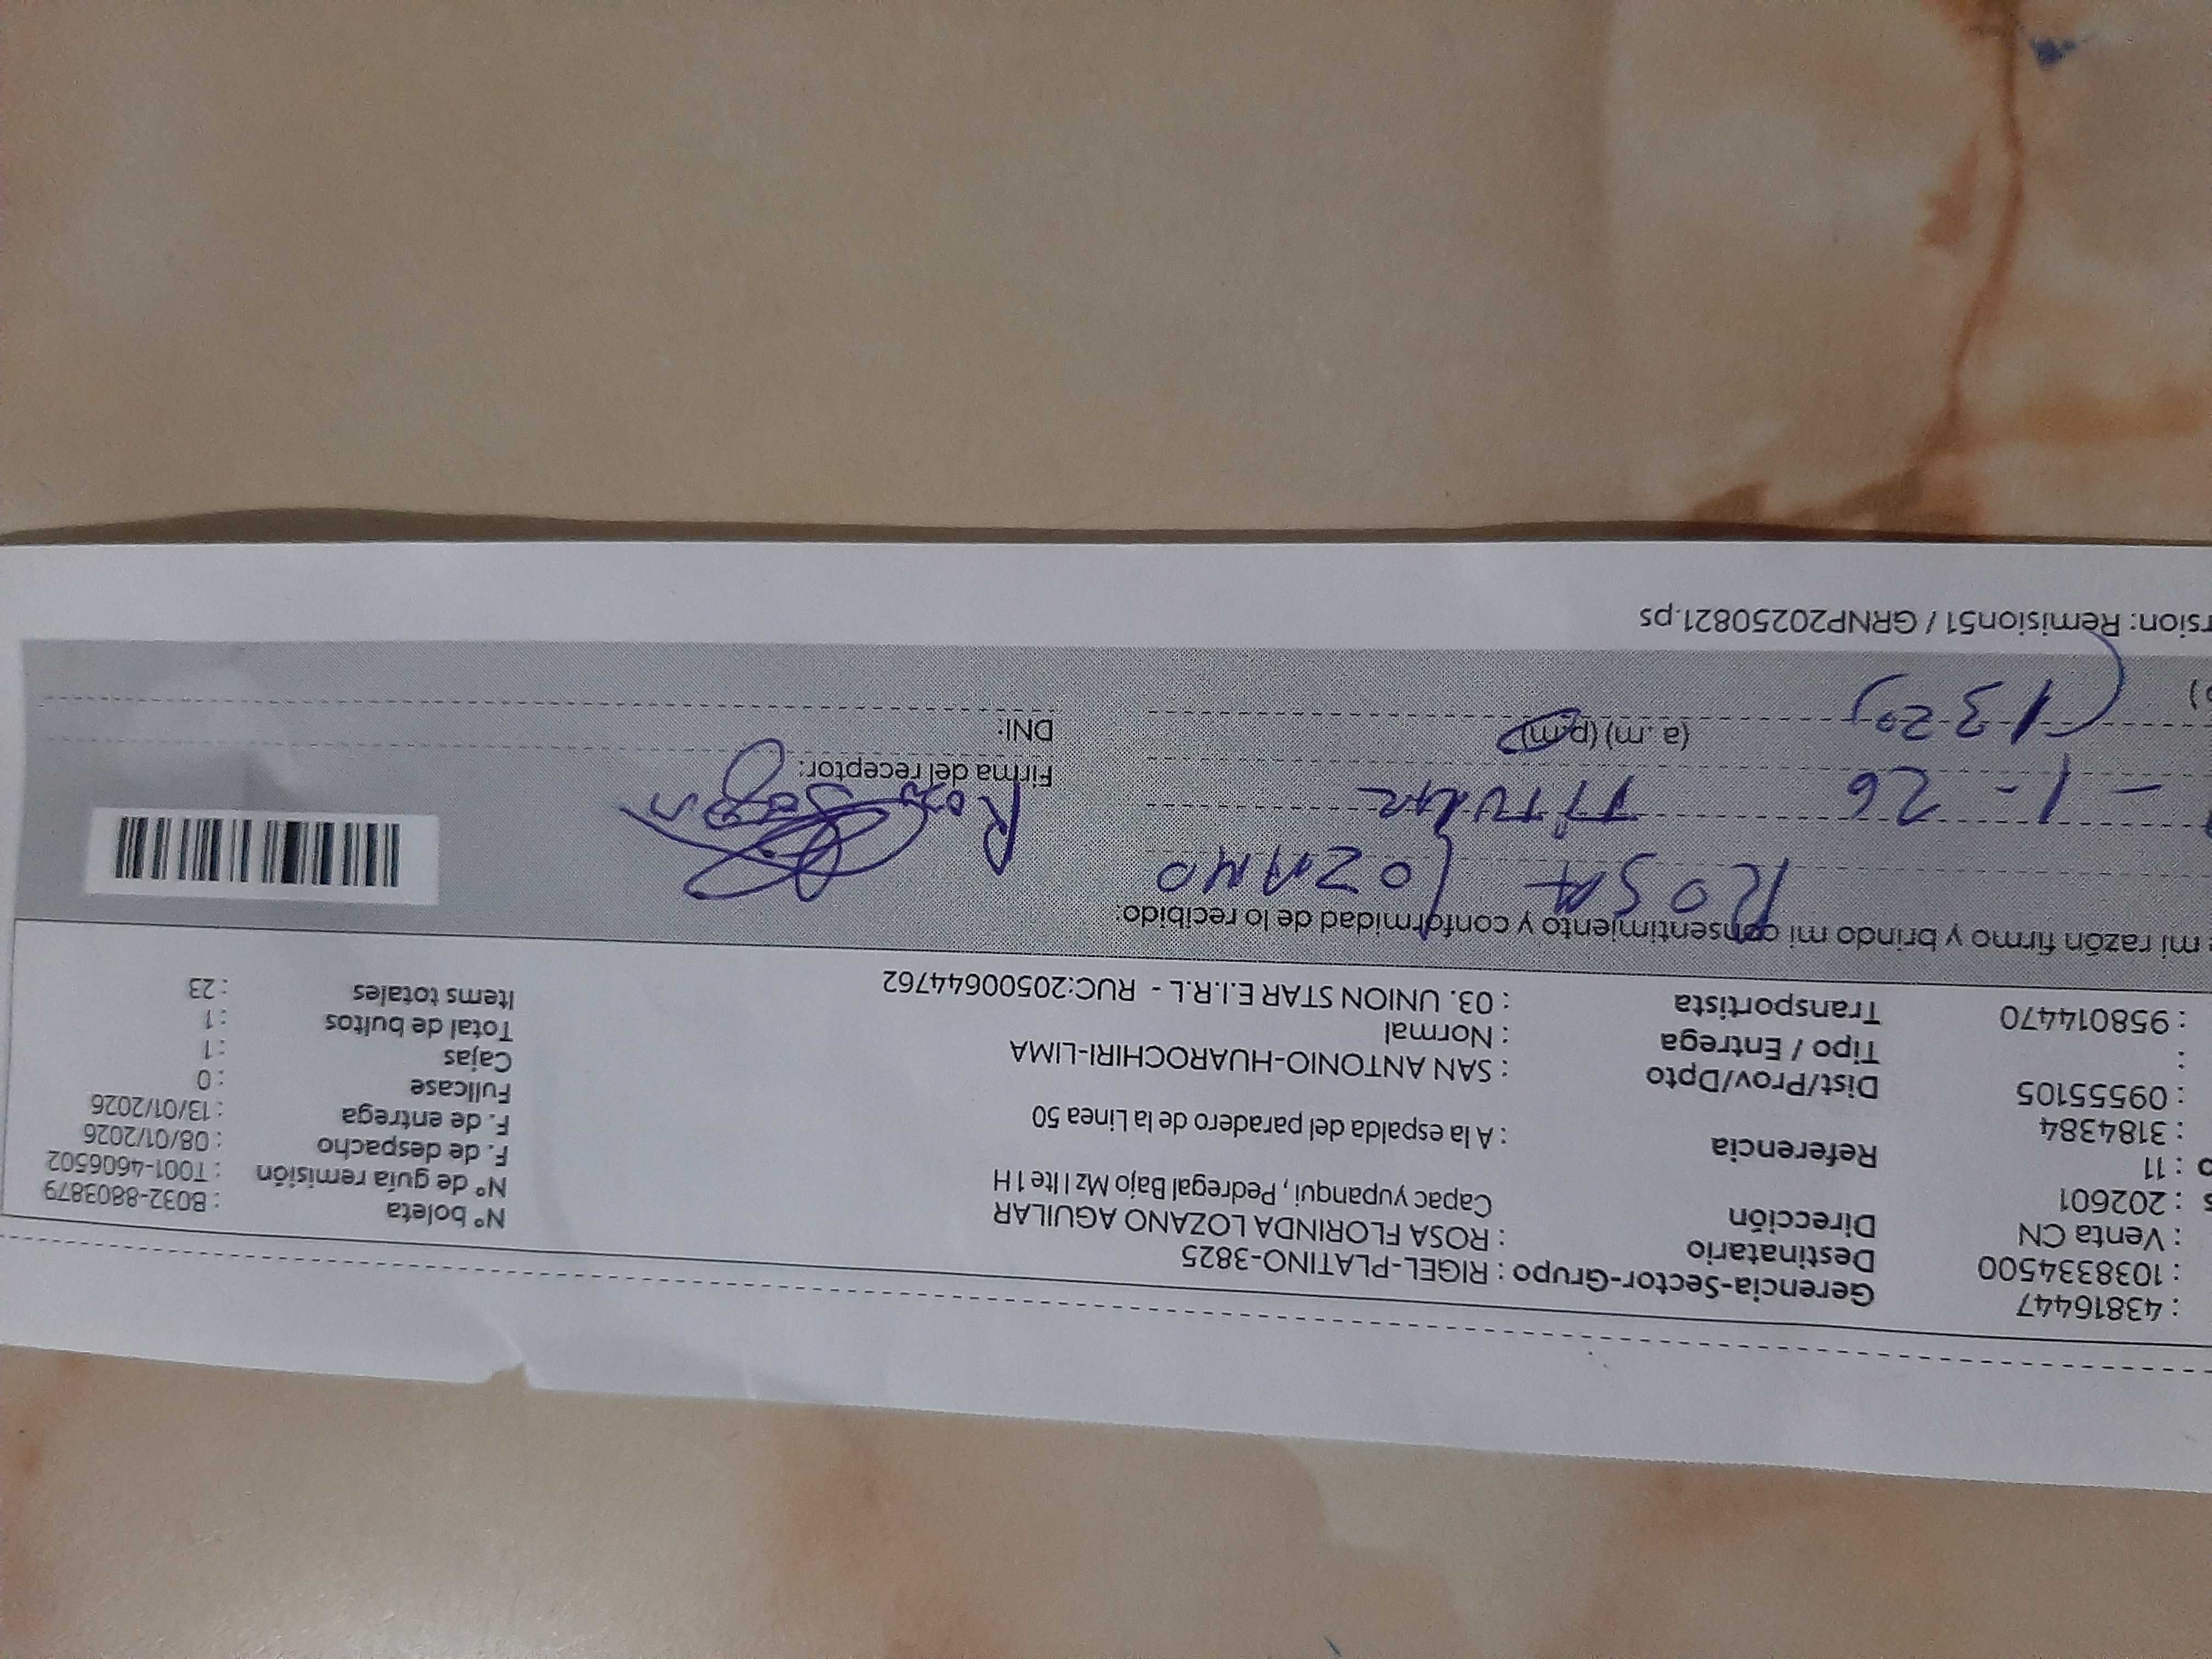 : 43816447 Gerencia-Sector-Grupo : RIGEL-PLATINO-3825
: 1038334500 Destinatario : ROSA FLORINDA LOZANO AGUILAR Nº boleta : B032-8803879
: Venta CN Dirección Capac yupanqui, Pedregal Bajo Mz I lte 1 H Nº de guía remisión : T001-4606502
: 202601 F. de despacho : 08/01/2026
: 11 Referencia : A la espalda del paradero de la Linea 50 F. de entrega : 13/01/2026
: 3184384 Fullcase : 0
: 09555105 Dist/Prov/Dpto : SAN ANTONIO-HUAROCHIRI-LIMA Cajas : 1
: Tipo / Entrega : Normal Total de bultos : 1
: 958014470 Transportista : 03. UNION STAR E.I.R.L - RUC:20500644762 Items totales : 23
mi razón firmo y brindo mi consentimiento y conformidad de lo recibido:
ROSA LOZANO
- 1 - 26 TITULAR Rosa
Firma del receptor:
(1320) (a.m) (p.m) DNI:
rsion: Remision51 / GRNP20250821.ps